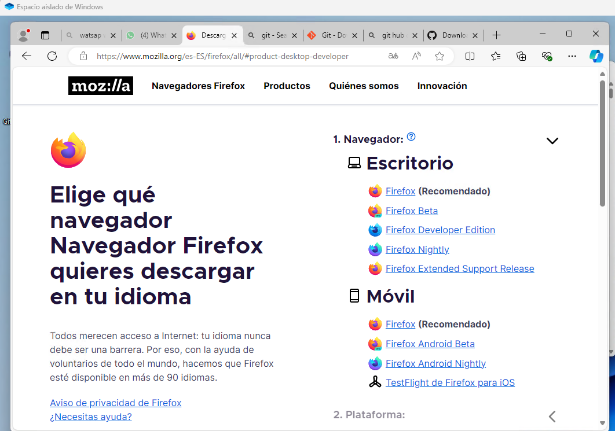 Espacio aislado de Windows
watsap
(4) Wha
Descarg
git - Se
Git - Do
git hub
Downlo
https://www.mozilla.org/es-ES/firefox/all/#product-desktop-developer
moz://a
Navegadores Firefox
Productos
Quiénes somos
Innovación
Elige qué
navegador
Navegador Firefox
quieres descargar
en tu idioma
Todos merecen acceso a Internet: tu idioma nunca
debe ser una barrera. Por eso, con la ayuda de
voluntarios de todo el mundo, hacemos que Firefox
esté disponible en más de 90 idiomas.
Aviso de privacidad de Firefox
¿Necesitas ayuda?
1. Navegador:
Escritorio
Firefox (Recomendado)
Firefox Beta
Firefox Developer Edition
Firefox Nightly
Firefox Extended Support Release
Móvil
Firefox (Recomendado)
Firefox Android Beta
Firefox Android Nightly
TestFlight de Firefox para iOS
2. Plataforma: